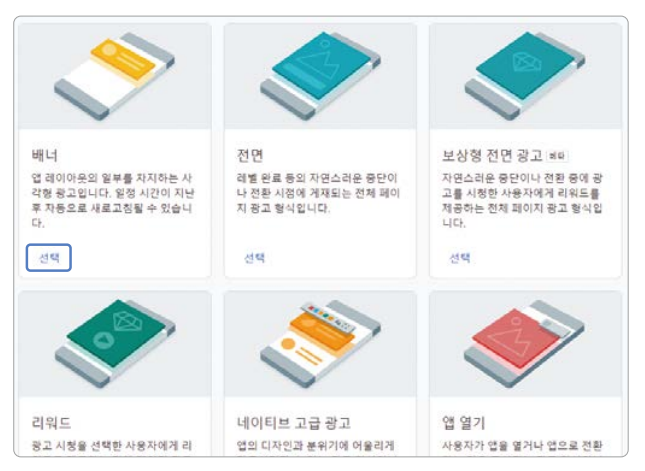 배너
앱 레이아웃의 일부를 차지하는 사
각형 광고입니다. 일정 시간이 지난
후 자동으로 새로고침될 수 있습니
다.
선택
전면
레벨 완료 등의 자연스러운 중단이
나 전환 시점에 게재되는 전체 페이
지 광고 형식입니다.
선택
보상형 전면 광고 베타
자연스러운 중단이나 전환 중에 광
고를 시청한 사용자에게 리워드를
제공하는 전체 페이지 광고 형식입
니다.
선택
리워드
광고 시청을 선택한 사용자에게 리
네이티브 고급 광고
앱의 디자인과 분위기에 어울리게
앱 열기
사용자가 앱을 열거나 앱으로 전환